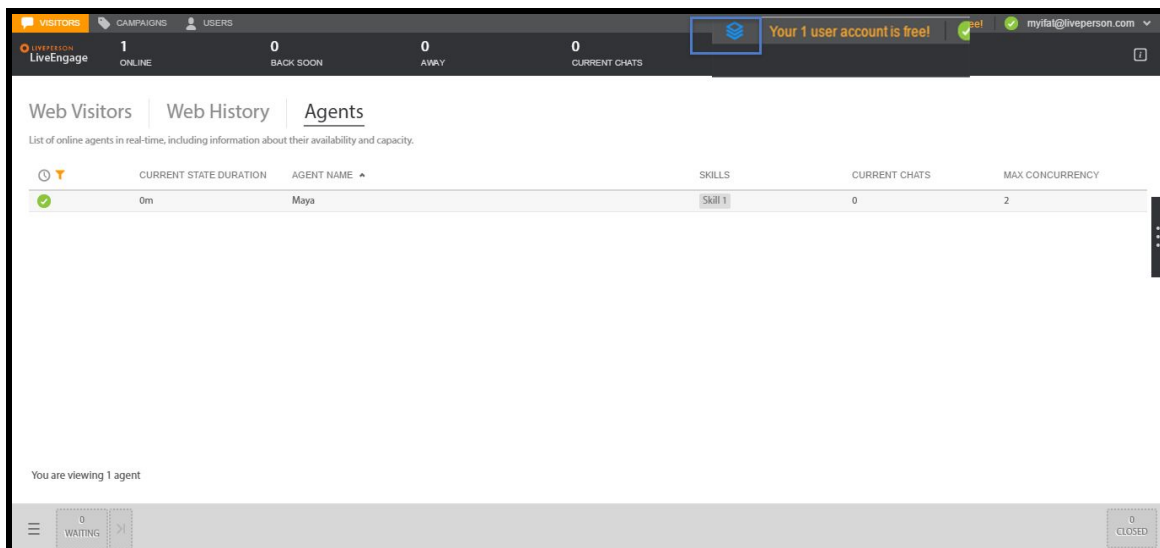 VISITORS CAMPAIGNS USERS
Your 1 user account is free!
ee!
myifat@liveperson.com
LIVEPERSON
LiveEngage
1
ONLINE
0
BACK SOON
0
AWAY
0
CURRENT CHATS
Web Visitors Web History Agents
List of online agents in real-time, including information about their availability and capacity.
CURRENT STATE DURATION AGENT NAME SKILLS CURRENT CHATS MAX CONCURRENCY
0m Maya Skill 1 0 2
You are viewing 1 agent
0
WAITING
0
CLOSED